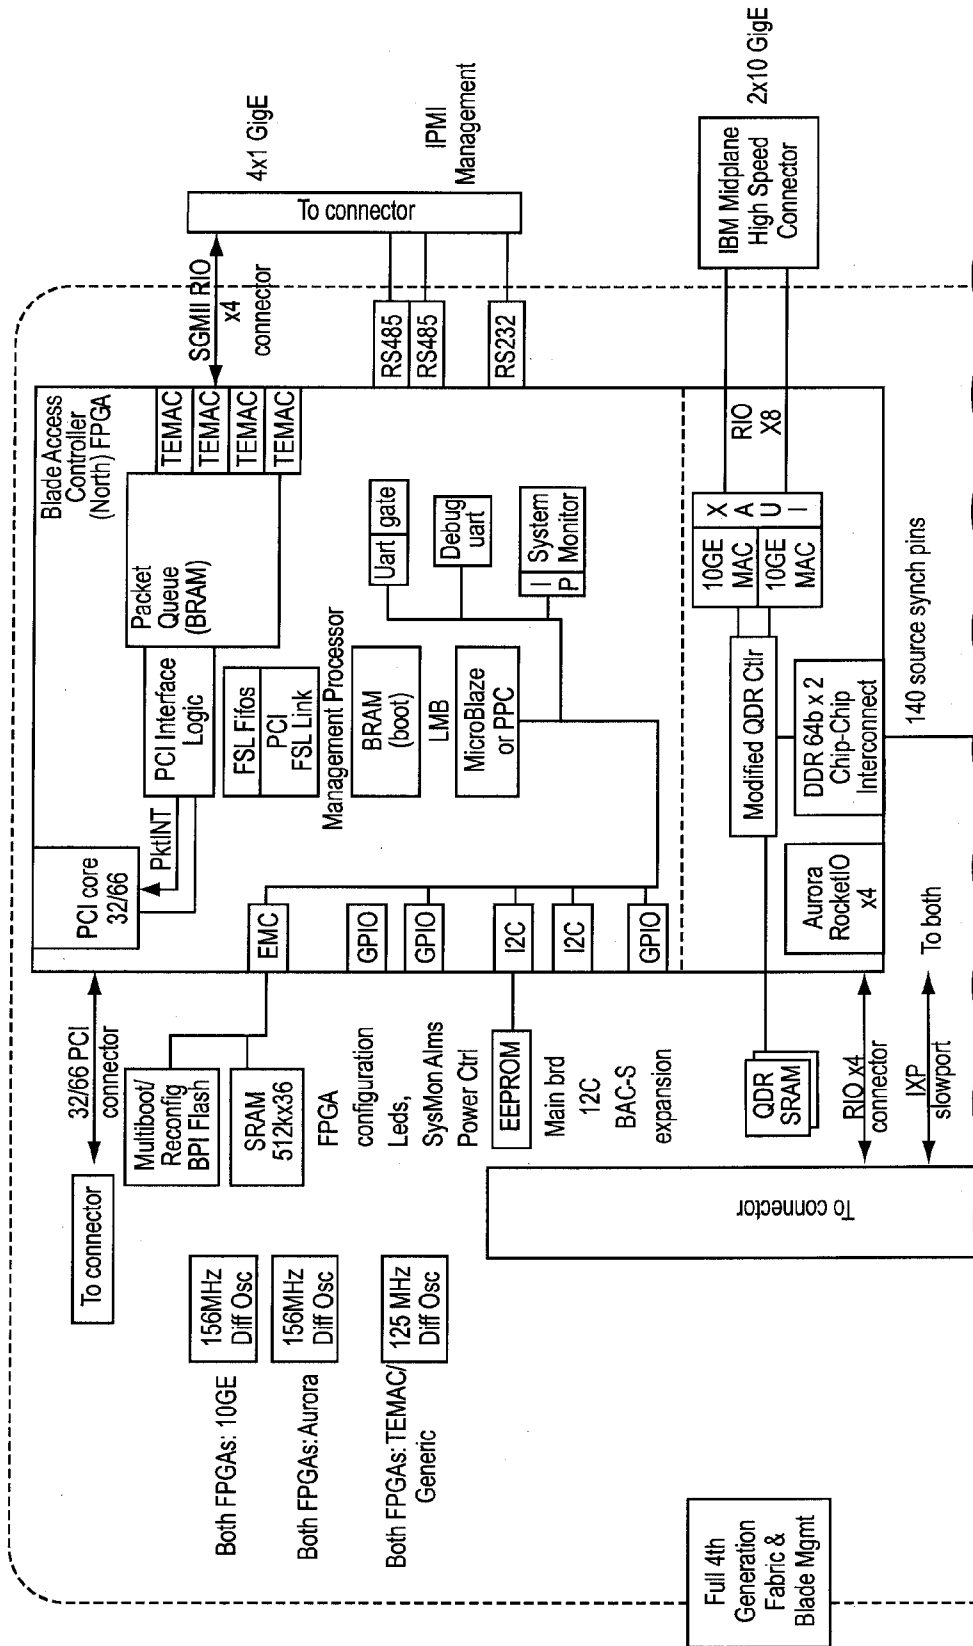 4x1 GigE
IPMI
Management
2x10 GigE
To connector
IBM Midplane
High Speed
Connector
SGMII RIO
x4
connector
RS485
RS485
RS232
Blade Access
Controller
(North) FPGA
TEMAC
TEMAC
TEMAC
TEMAC
RIO
X8
Packet
Queue
(BRAM)
Uart
gate
Debug
uart
I
P
System
Monitor
X
A
U
I
10GE
MAC
10GE
MAC
PCI Interface
Logic
FSL Fifos
PCI
FSL Link
Management Processor
BRAM
(boot)
LMB
MicroBlaze
or PPC
Modified QDR Ctlr
DDR 64b x 2
Chip-Chip
Interconnect
140 source synch pins
PktINT
PCI core
32/66
EMC
GPIO
GPIO
I2C
I2C
GPIO
Aurora
RocketIO
x4
To both
32/66 PCI
connector
Multiboot/
Reconfig
BPI Flash
SRAM
512kx36
FPGA
configuration
Leds,
SysMon Alms
Power Ctrl
EEPROM
Main brd
12C
BAC-S
expansion
QDR
SRAM
RIO x4
connector
IXP
slowport
To connector
To connector
156MHz
Diff Osc
156MHz
Diff Osc
125 MHz
Diff Osc
Both FPGAs: 10GE
Both FPGAs: Aurora
Both FPGAs: TEMAC/
Generic
Full 4th
Generation
Fabric &
Blade Mgmt